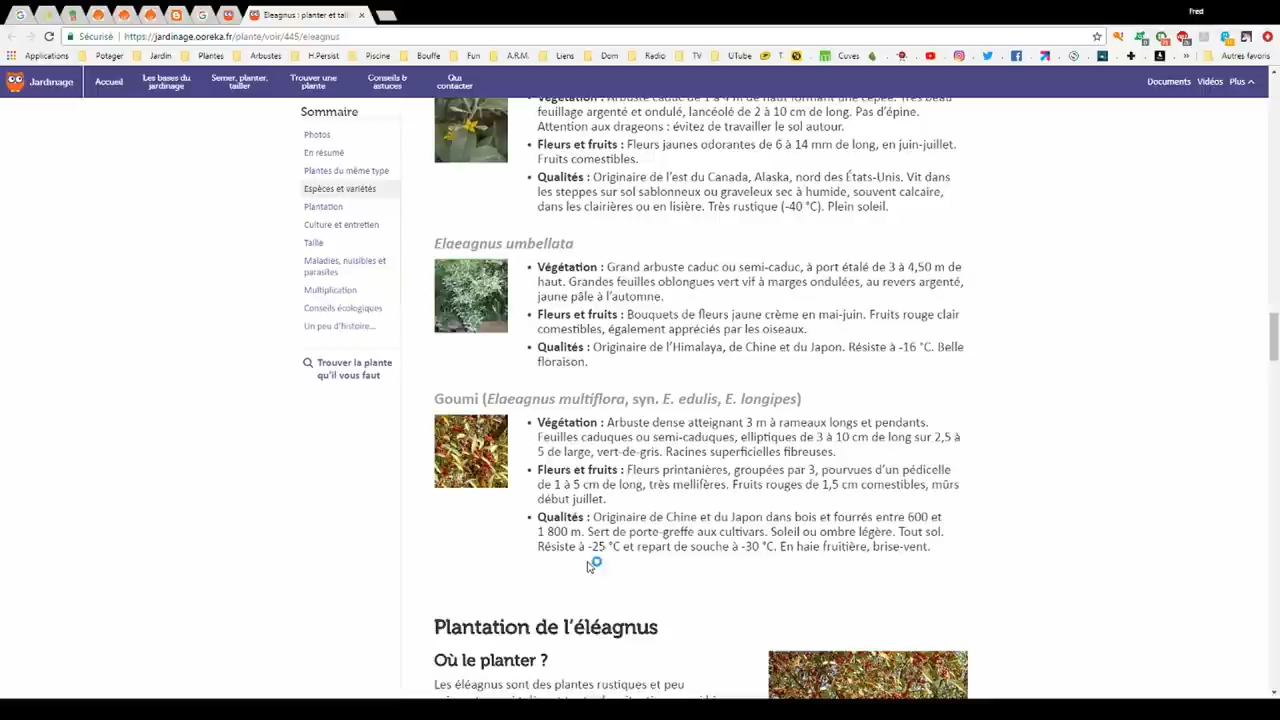 Fred
Eleagnus : planter et taill
Sécurisé
https://jardinage.ooreka.fr/plante/voir/445/eleagnus
Applications Potager Jardin Plantes Arbustes H.Persist Piscine Bouffe Fun A.R.M. Liens Dom Radio TV UTube T Cuves » Autres favoris
Jardinage
Accueil
Les bases du
jardinage
Semer, planter,
tailler
Trouver une
plante
Conseils &
astuces
Qui
contacter
Documents Vidéos Plus
Sommaire
Photos
En résumé
Plantes du même type
Espèces et variétés
Plantation
Culture et entretien
Taille
Maladies, nuisibles et
parasites
Multiplication
Conseils écologiques
Un peu d'histoire...
Trouver la plante
qu'il vous faut
• Végétation : Arbuste caduc de 1 à 4 m de haut formant une cépée. Très beau
feuillage argenté et ondulé, lancéolé de 2 à 10 cm de long. Pas d'épine.
Attention aux drageons : évitez de travailler le sol autour.
• Fleurs et fruits : Fleurs jaunes odorantes de 6 à 14 mm de long, en juin-juillet.
Fruits comestibles.
• Qualités : Originaire de l'est du Canada, Alaska, nord des États-Unis. Vit dans
les steppes sur sol sablonneux ou graveleux sec à humide, souvent calcaire,
dans les clairières ou en lisière. Très rustique (-40 °C). Plein soleil.
Elaeagnus umbellata
• Végétation : Grand arbuste caduc ou semi-caduc, à port étalé de 3 à 4,50 m de
haut. Grandes feuilles oblongues vert vif à marges ondulées, au revers argenté,
jaune pâle à l'automne.
• Fleurs et fruits : Bouquets de fleurs jaune crème en mai-juin. Fruits rouge clair
comestibles, également appréciés par les oiseaux.
• Qualités : Originaire de l'Himalaya, de Chine et du Japon. Résiste à -16 °C. Belle
floraison.
Goumi (Elaeagnus multiflora, syn. E. edulis, E. longipes)
• Végétation : Arbuste dense atteignant 3 m à rameaux longs et pendants.
Feuilles caduques ou semi-caduques, elliptiques de 3 à 10 cm de long sur 2,5 à
5 de large, vert-de-gris. Racines superficielles fibreuses.
• Fleurs et fruits : Fleurs printanières, groupées par 3, pourvues d'un pédicelle
de 1 à 5 cm de long, très mellifères. Fruits rouges de 1,5 cm comestibles, mûrs
début juillet.
• Qualités : Originaire de Chine et du Japon dans bois et fourrés entre 600 et
1 800 m. Sert de porte-greffe aux cultivars. Soleil ou ombre légère. Tout sol.
Résiste à -25 °C et repart de souche à -30 °C. En haie fruitière, brise-vent.
Plantation de l'éléagnus
Où le planter ?
Les éléagnus sont des plantes rustiques et peu